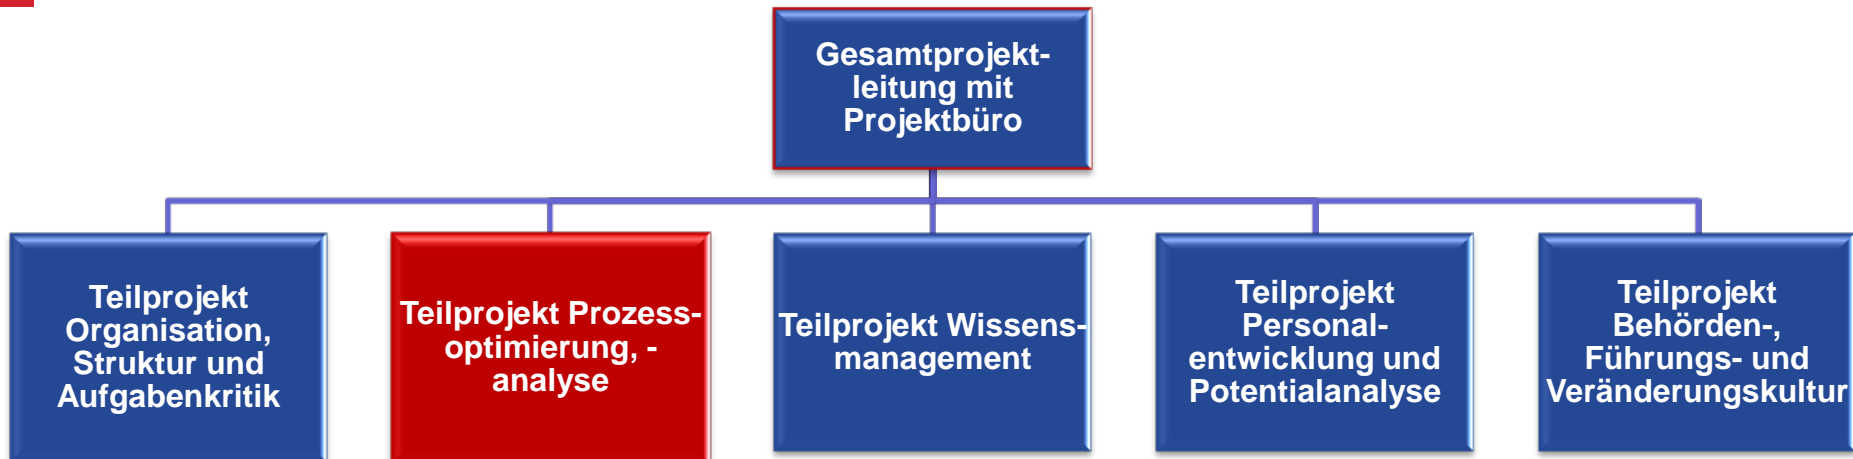 Gesamtprojekt-
leitung mit
Projektbüro
Teilprojekt
Organisation,
Struktur und
Aufgabenkritik
Teilprojekt Prozess-
optimierung, -
analyse
Teilprojekt Wissens-
management
Teilprojekt
Personal-
entwicklung und
Potentialanalyse
Teilprojekt
Behörden-,
Führungs- und
Veränderungskultur